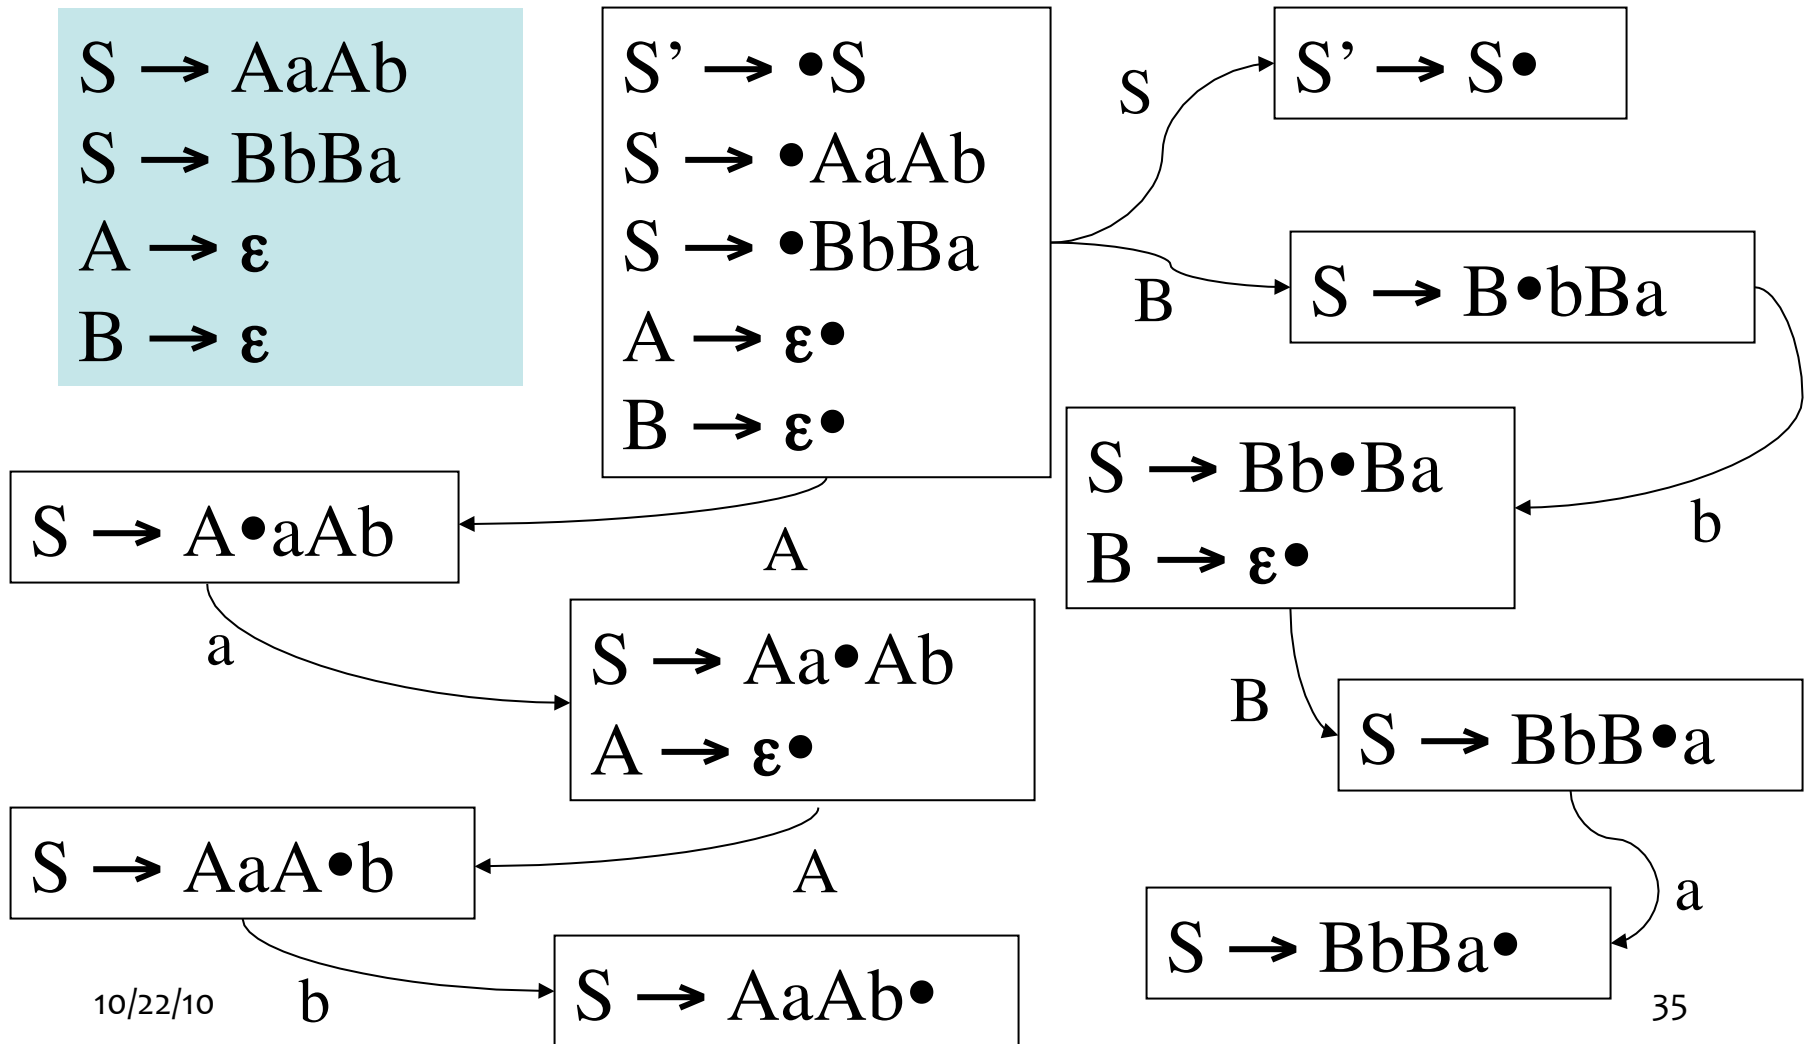 S → AaAb
S → BbBa
A → ε
B → ε
S’ → •S
S → •AaAb
S → •BbBa
A → ε•
B → ε•
S
S’ → S•
B
S → B•bBa
b
S → Bb•Ba
B → ε•
A
S → A•aAb
a
S → Aa•Ab
A → ε•
B
S → BbB•a
A
S → AaA•b
a
S → BbBa•
b
S → AaAb•
10/22/10
35